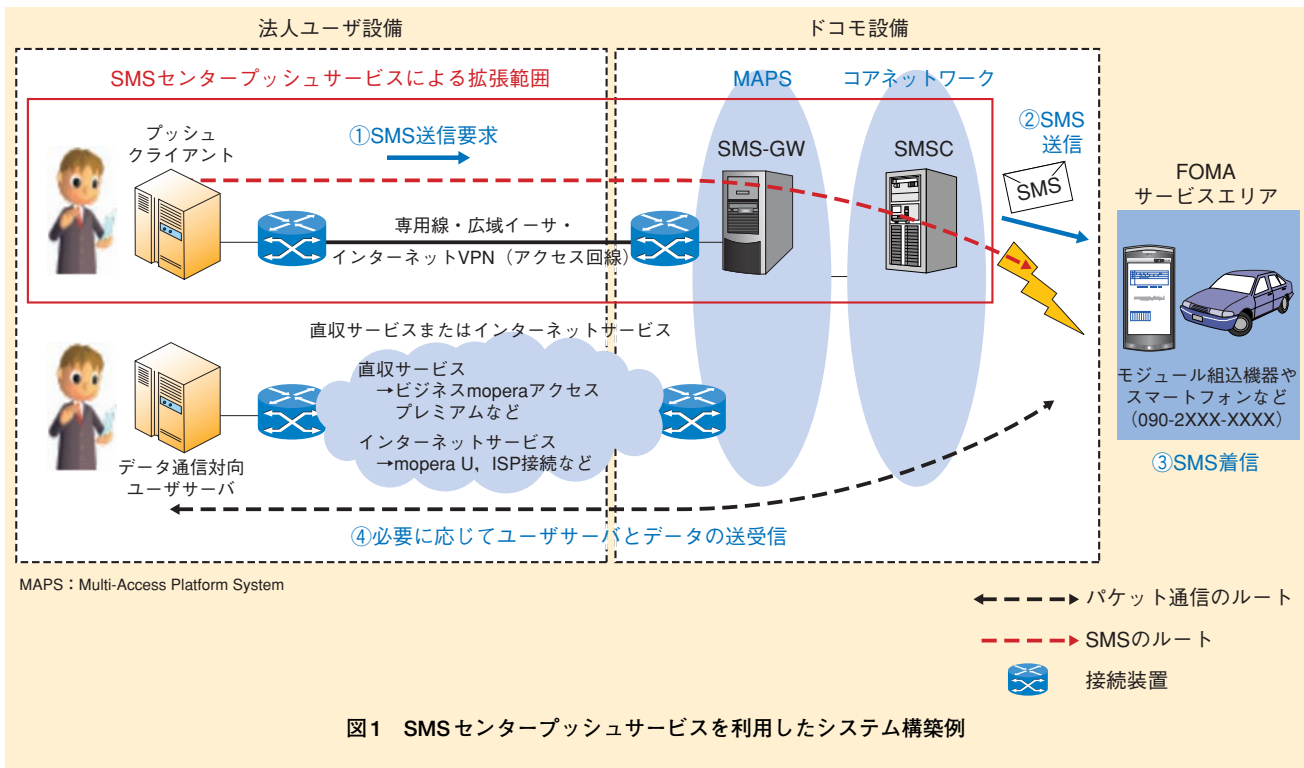 法人ユーザ設備
ドコモ設備
SMSセンタープッシュサービスによる拡張範囲
MAPS
コアネットワーク
プッシュ
クライアント
①SMS送信要求
SMS-GW
SMSC
②SMS
送信
SMS
FOMA
サービスエリア
専用線・広域イーサ・
インターネットVPN（アクセス回線）
直収サービスまたはインターネットサービス
直収サービス
→ビジネスmoperaアクセス
プレミアムなど
インターネットサービス
→mopera U，ISP接続など
データ通信対向
ユーザサーバ
モジュール組込機器や
スマートフォンなど
（090-2XXX-XXXX）
③SMS着信
④必要に応じてユーザサーバとデータの送受信
MAPS：Multi-Access Platform System
パケット通信のルート
SMSのルート
接続装置
図1　SMSセンタープッシュサービスを利用したシステム構築例